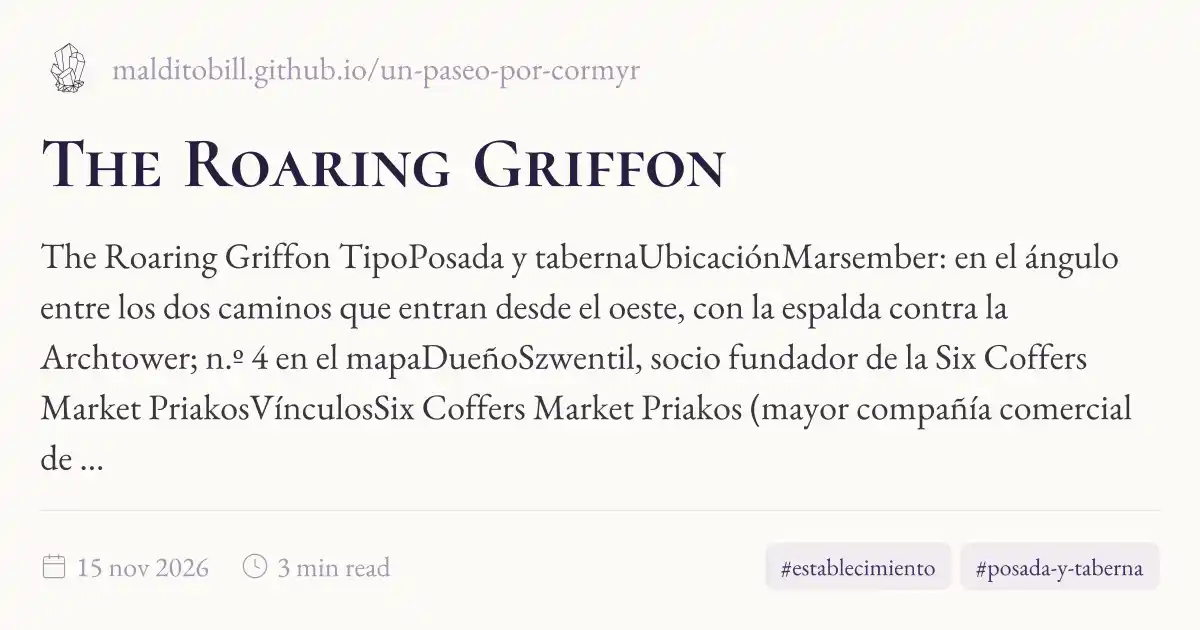 malditobill.github.io/un-paseo-por-cormyr
The Roaring Griffon
The Roaring Griffon TipoPosada y tabernaUbicaciónMarsember: en el ángulo
entre los dos caminos que entran desde el oeste, con la espalda contra la
Archtower; n.º 4 en el mapaDueñoSzwentil, socio fundador de la Six Coffers
Market PriakosVínculosSix Coffers Market Priakos (mayor compañía comercial
de ...
15 nov 2026
3 min read
#establecimiento
#posada-y-taberna